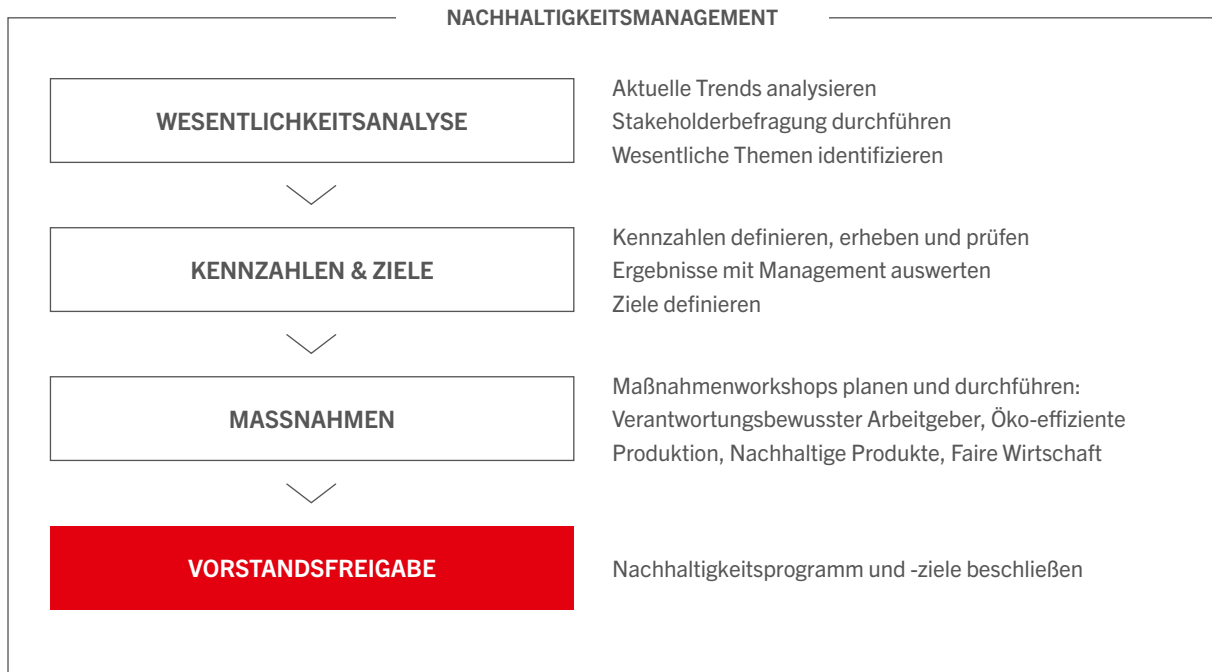 NACHHALTIGKEITSMANAGEMENT
WESENTLICHKEITSANALYSE
Aktuelle Trends analysieren
Stakeholderbefragung durchführen
Wesentliche Themen identifizieren
KENNZAHLEN & ZIELE
Kennzahlen definieren, erheben und prüfen
Ergebnisse mit Management auswerten
Ziele definieren
MASSNAHMEN
Maßnahmenworkshops planen und durchführen:
Verantwortungsbewusster Arbeitgeber, Öko-effiziente
Produktion, Nachhaltige Produkte, Faire Wirtschaft
VORSTANDSFREIGABE
Nachhaltigkeitsprogramm und -ziele beschließen